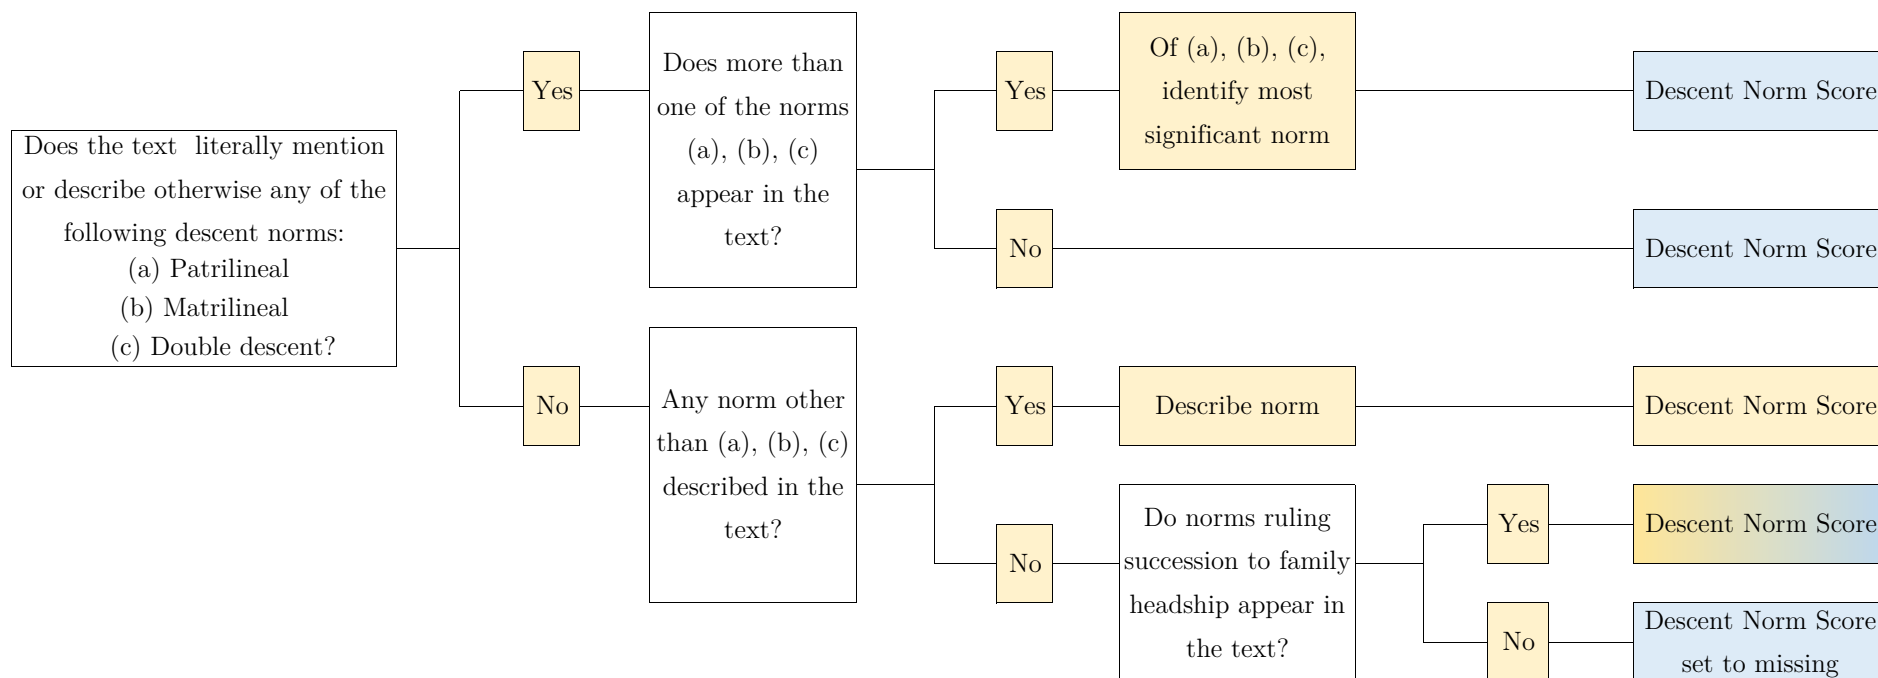 Does the text literally mention
or describe otherwise any of the
following descent norms:
(a) Patrilineal
(b) Matrilineal
(c) Double descent?
Yes
No
Does more than
one of the norms
(a), (b), (c)
appear in the
text?
Any norm other
than (a), (b), (c)
described in the
text?
Yes
No
Yes
No
Of (a), (b), (c),
identify most
significant norm
Describe norm
Do norms ruling
succession to family
headship appear in
the text?
Yes
No
Descent Norm Score
Descent Norm Score
Descent Norm Score
Descent Norm Score
Descent Norm Score
set to missing